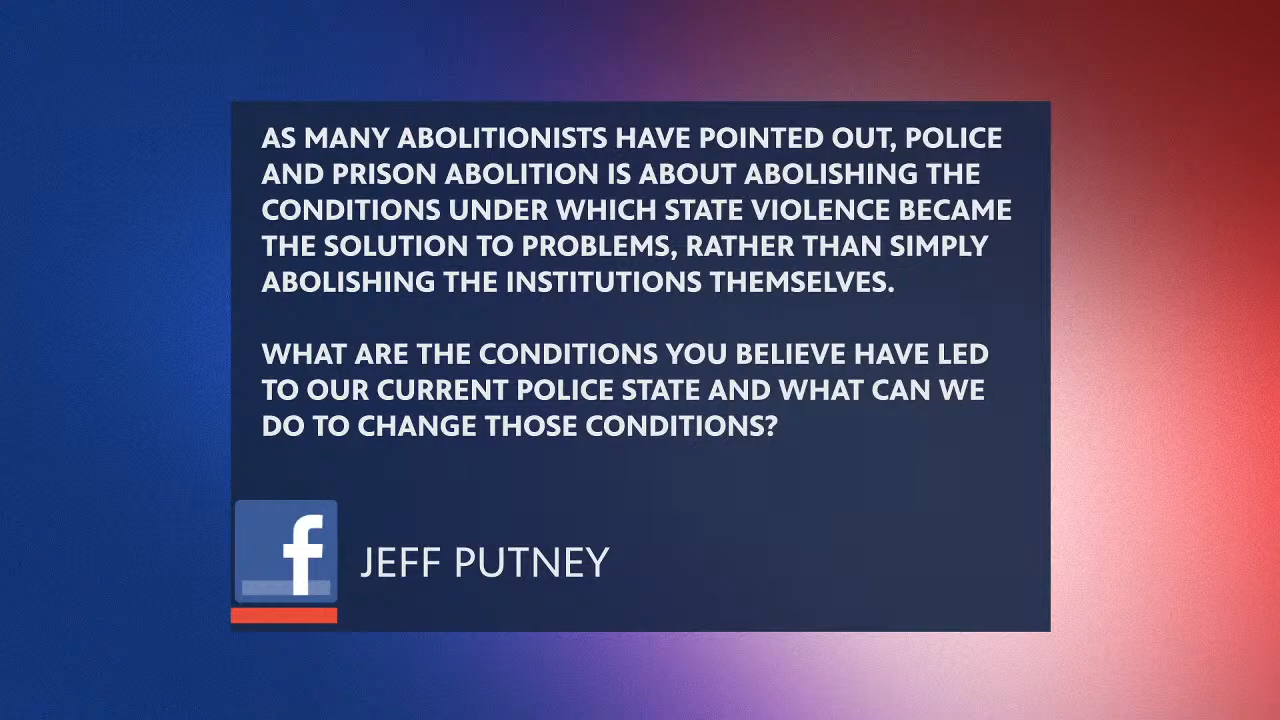 AS MANY ABOLITIONISTS HAVE POINTED OUT, POLICE
AND PRISON ABOLITION IS ABOUT ABOLISHING THE
CONDITIONS UNDER WHICH STATE VIOLENCE BECAME
THE SOLUTION TO PROBLEMS, RATHER THAN SIMPLY
ABOLISHING THE INSTITUTIONS THEMSELVES.
WHAT ARE THE CONDITIONS YOU BELIEVE HAVE LED
TO OUR CURRENT POLICE STATE AND WHAT CAN WE
DO TO CHANGE THOSE CONDITIONS?
f
JEFF PUTNEY